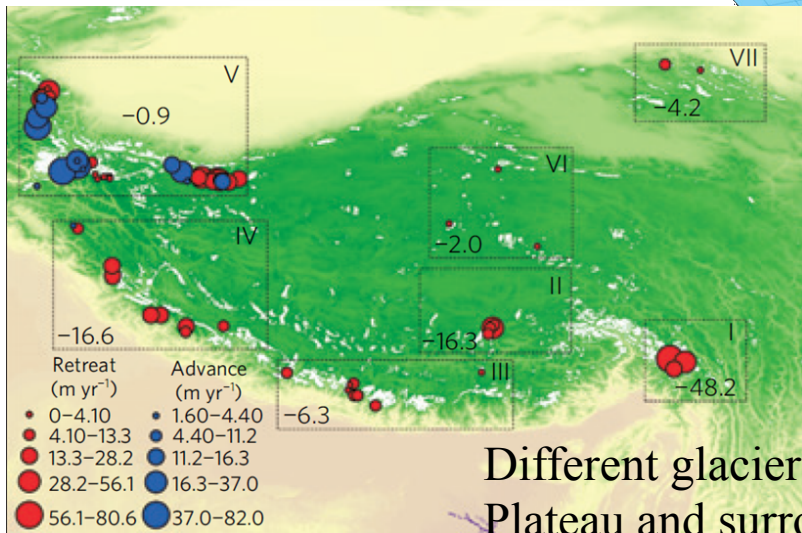 V
VII
−0.9
−4.2
VI
IV
−2.0
II
−16.6
−16.3
I
III
−48.2
−6.3
Retreat
(m yr⁻¹)
0–4.10
4.10–13.3
13.3–28.2
28.2–56.1
56.1–80.6
Advance
(m yr⁻¹)
1.60–4.40
4.40–11.2
11.2–16.3
16.3–37.0
37.0–82.0
Different glacier
Plateau and surro